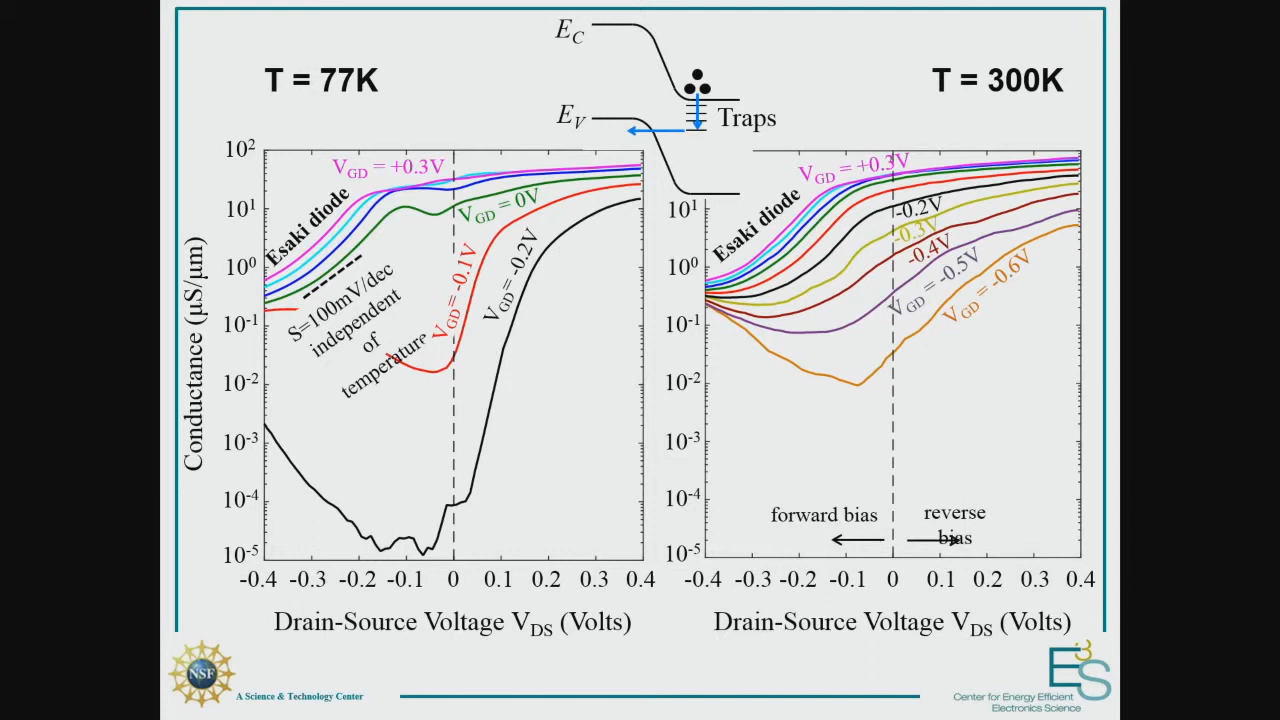 E_C
T = 77K
T = 300K
E_V
Traps
Conductance (μS/μm)
10^2
10^1
10^0
10^-1
10^-2
10^-3
10^-4
10^-5
V_GD = +0.3V
Esaki diode
V_GD = 0V
V_GD = -0.1V
V_GD = -0.2V
S=100mV/dec
independent
of
temperature
-0.4 -0.3 -0.2 -0.1 0 0.1 0.2 0.3 0.4
Drain-Source Voltage V_DS (Volts)
10^1
10^0
10^-1
10^-2
10^-3
10^-4
10^-5
V_GD = +0.3V
Esaki diode
-0.2V
-0.3V
-0.4V
V_GD = -0.5V
V_GD = -0.6V
forward bias
reverse
bias
-0.4 -0.3 -0.2 -0.1 0 0.1 0.2 0.3 0.4
Drain-Source Voltage V_DS (Volts)
NSF
A Science & Technology Center
E3S
Center for Energy Efficient
Electronics Science